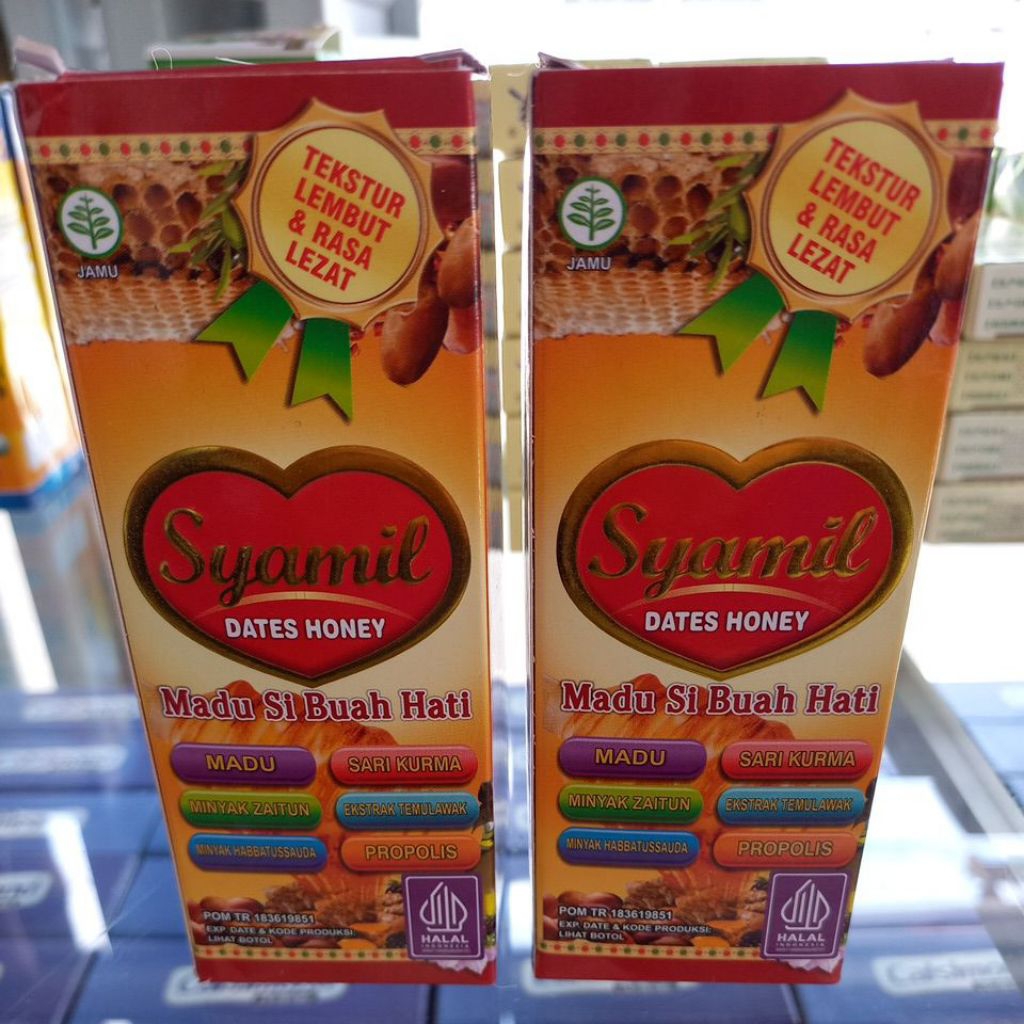 TEKSTUR
LEMBUT
& RASA
LEZAT
JAMU
Syamil
DATES HONEY
Madu Si Buah Hati
MADU
SARI KURMA
MINYAK ZAITUN
EKSTRAK TEMULAWAK
MINYAK HABBATUSSAUDA
PROPOLIS
POM TR 183619851
EXP. DATE & KODE PRODUKSI:
LIHAT BOTOL
HALAL
INDONESIA
TEKSTUR
LEMBUT
& RASA
LEZAT
JAMU
Syamil
DATES HONEY
Madu Si Buah Hati
MADU
SARI KURMA
MINYAK ZAITUN
EKSTRAK TEMULAWAK
MINYAK HABBATUSSAUDA
PROPOLIS
POM TR 183619851
EXP. DATE & KODE PRODUKSI:
LIHAT BOTOL
HALAL
INDONESIA